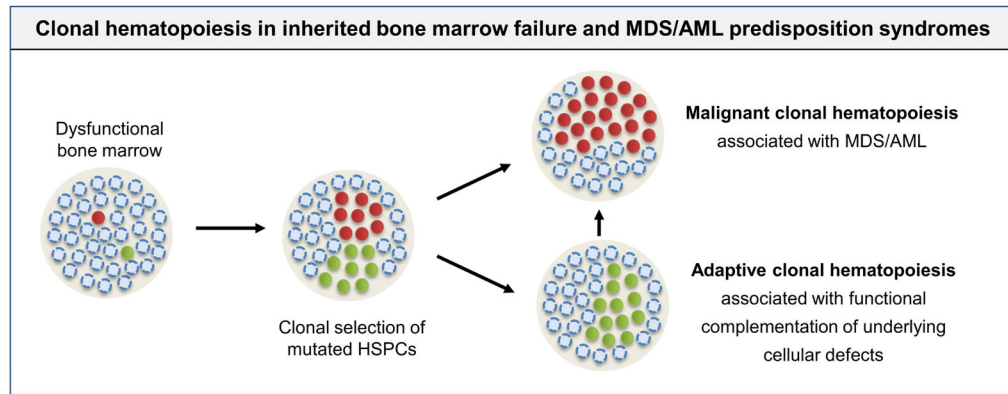 Clonal hematopoiesis in inherited bone marrow failure and MDS/AML predisposition syndromes
Dysfunctional
bone marrow
Clonal selection of
mutated HSPCs
Malignant clonal hematopoiesis
associated with MDS/AML
Adaptive clonal hematopoiesis
associated with functional
complementation of underlying
cellular defects